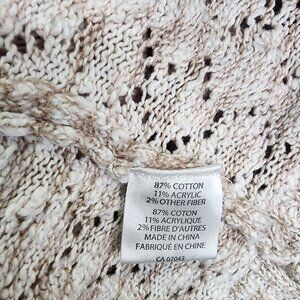 87% COTTON
11% ACRYLIC
2% OTHER FIBER
87% COTON
11% ACRYLIQUE
2% FIBRE D'AUTRES
MADE IN CHINA
FABRIQUÉ EN CHINE
CA 07043